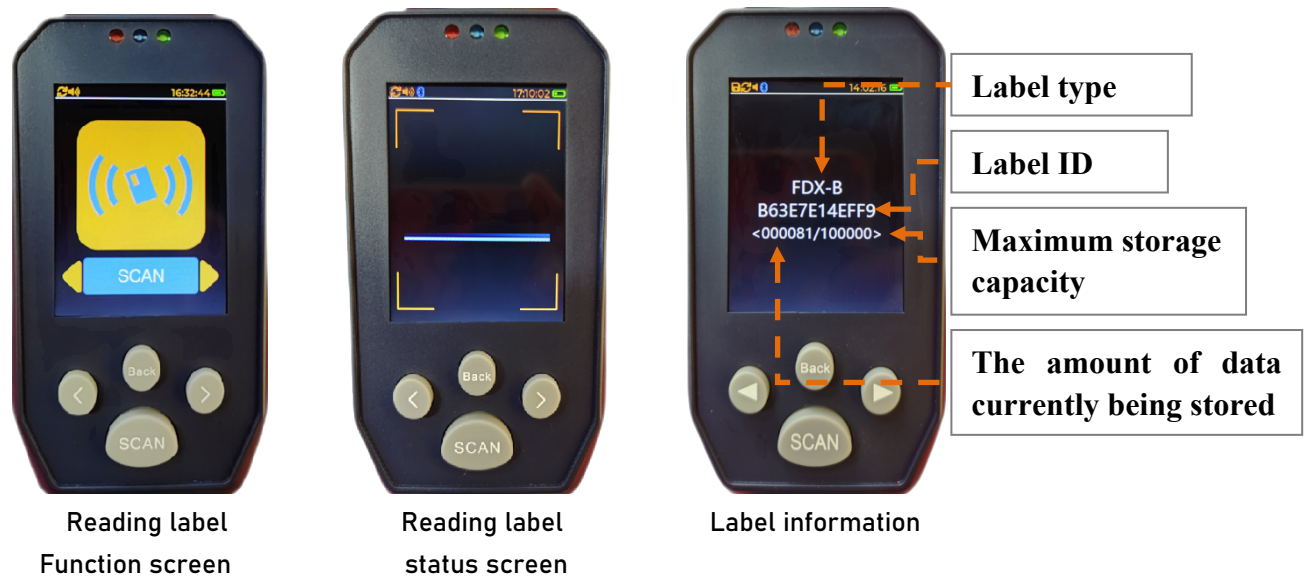 16:32:44
SCAN
Back
<
>
SCAN
Reading label
Function screen
17:10:02
Back
<
>
SCAN
Reading label
status screen
14:02:16
FDX-B
B63E7E14EFF9
<000081/100000>
Back
SCAN
Label information
Label type
Label ID
Maximum storage
capacity
The amount of data
currently being stored